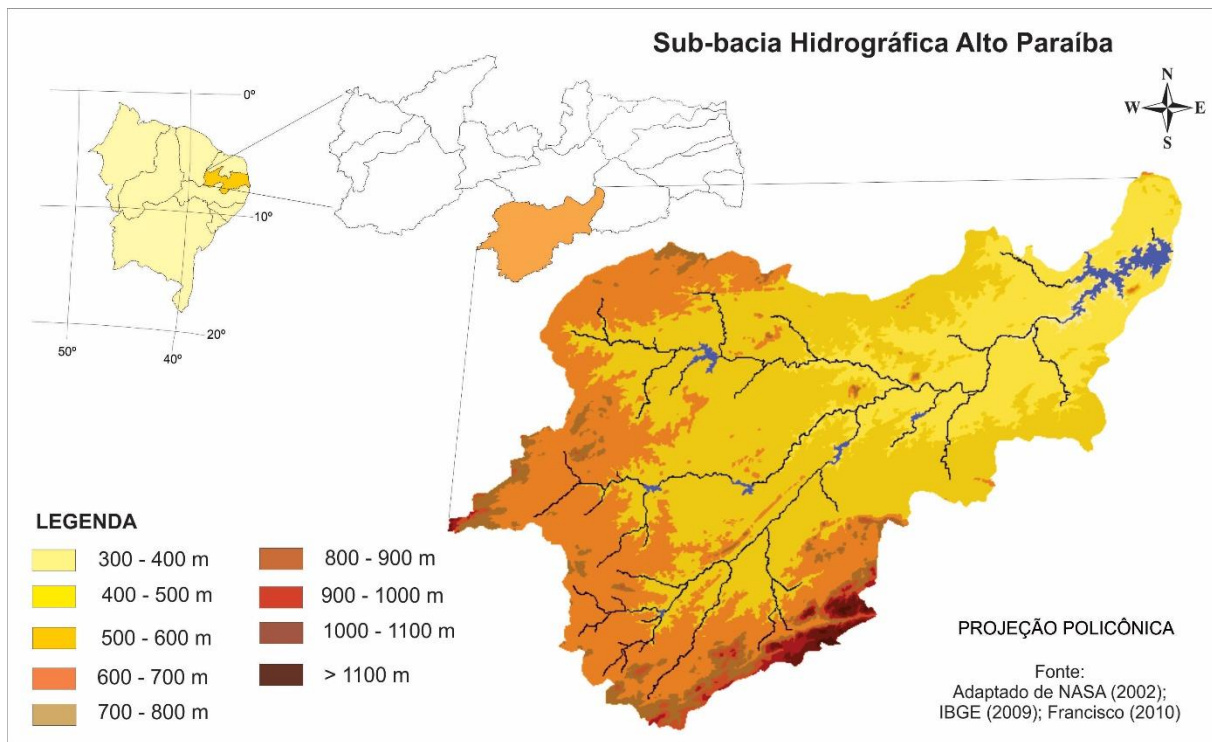 Sub-bacia Hidrográfica Alto Paraíba
N
W E
S
0º
10º
20º
50º
40º
LEGENDA
300 - 400 m
400 - 500 m
500 - 600 m
600 - 700 m
700 - 800 m
800 - 900 m
900 - 1000 m
1000 - 1100 m
> 1100 m
PROJEÇÃO POLICÔNICA
Fonte:
Adaptado de NASA (2002);
IBGE (2009); Francisco (2010)